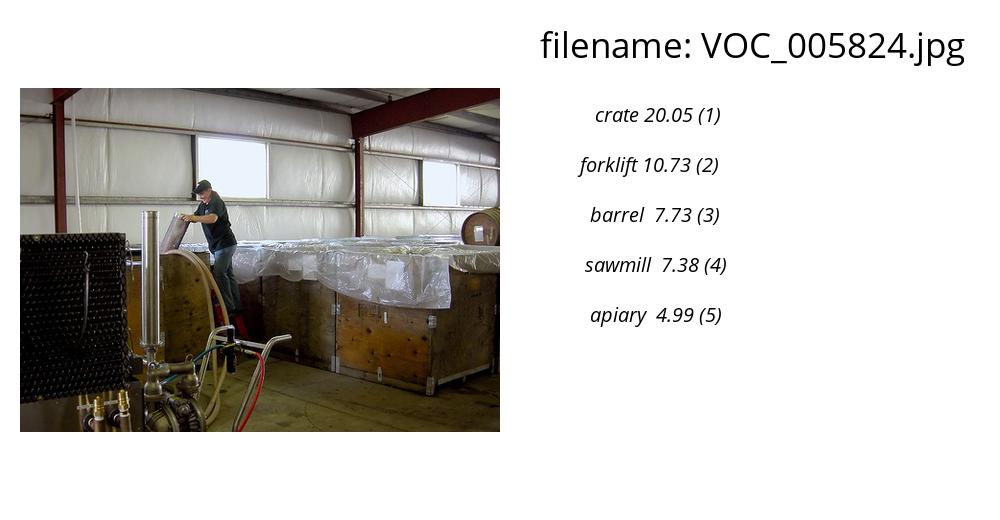 filename: VOC_005824.jpg
crate 20.05 (1)
forklift 10.73 (2)
barrel 7.73 (3)
sawmill 7.38 (4)
apiary 4.99 (5)